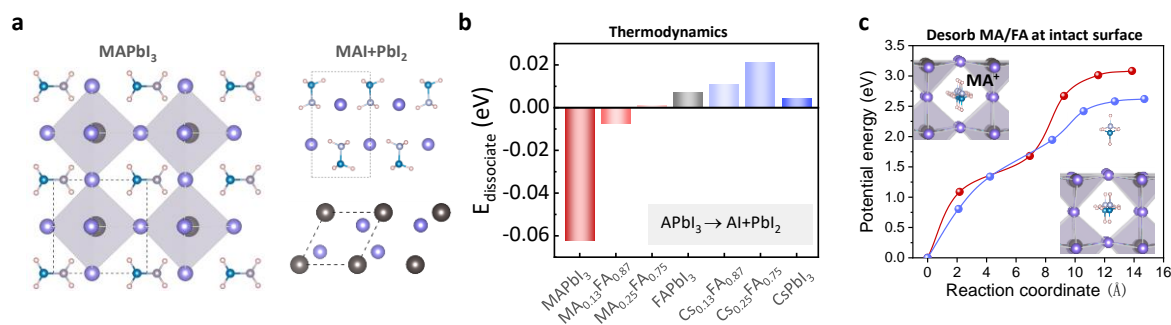 a
MAPbI₃
MAI+PbI₂
b
Thermodynamics
E_dissociate (eV)
0.02
0.00
-0.02
-0.04
-0.06
APbI₃ → AI+PbI₂
MAPbI₃
MA₀.₁₃FA₀.₈₇
MA₀.₂₅FA₀.₇₅
FAPbI₃
Cs₀.₁₃FA₀.₈₇
Cs₀.₂₅FA₀.₇₅
CsPbI₃
c
Desorb MA/FA at intact surface
Potential energy (eV)
3.5
3.0
2.5
2.0
1.5
1.0
0.5
0.0
MA⁺
0 2 4 6 8 10 12 14 16
Reaction coordinate (Å)